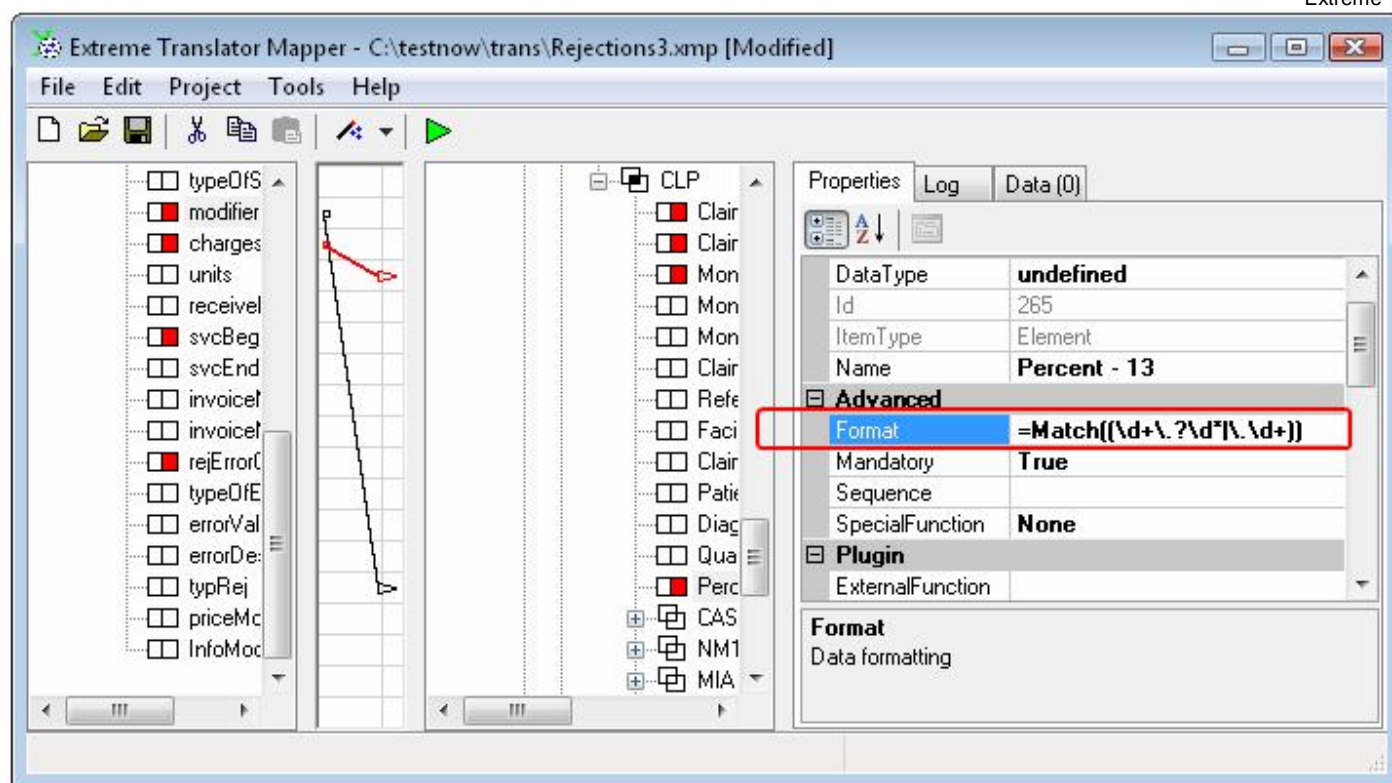 Extreme
Extreme Translator Mapper - C:\testnow\trans\Rejections3.xmp [Modified]
File Edit Project Tools Help
typeOfS
modifier
charges
units
receivel
svcBeg
svcEnd
invoice
invoice
rejError
typeOfE
errorVal
errorDe
typRej
priceMc
InfoMoc
CLP
Clair
Clair
Mon
Mon
Mon
Clair
Refe
Faci
Clair
Patie
Diag
Qua
Perc
CAS
NM1
MIA
Properties Log Data (0)
DataType undefined
Id 265
ItemType Element
Name Percent - 13
Advanced
Format =Match((\d+\.?\d*|\.\d+))
Mandatory True
Sequence
SpecialFunction None
Plugin
ExternalFunction
Format
Data formatting